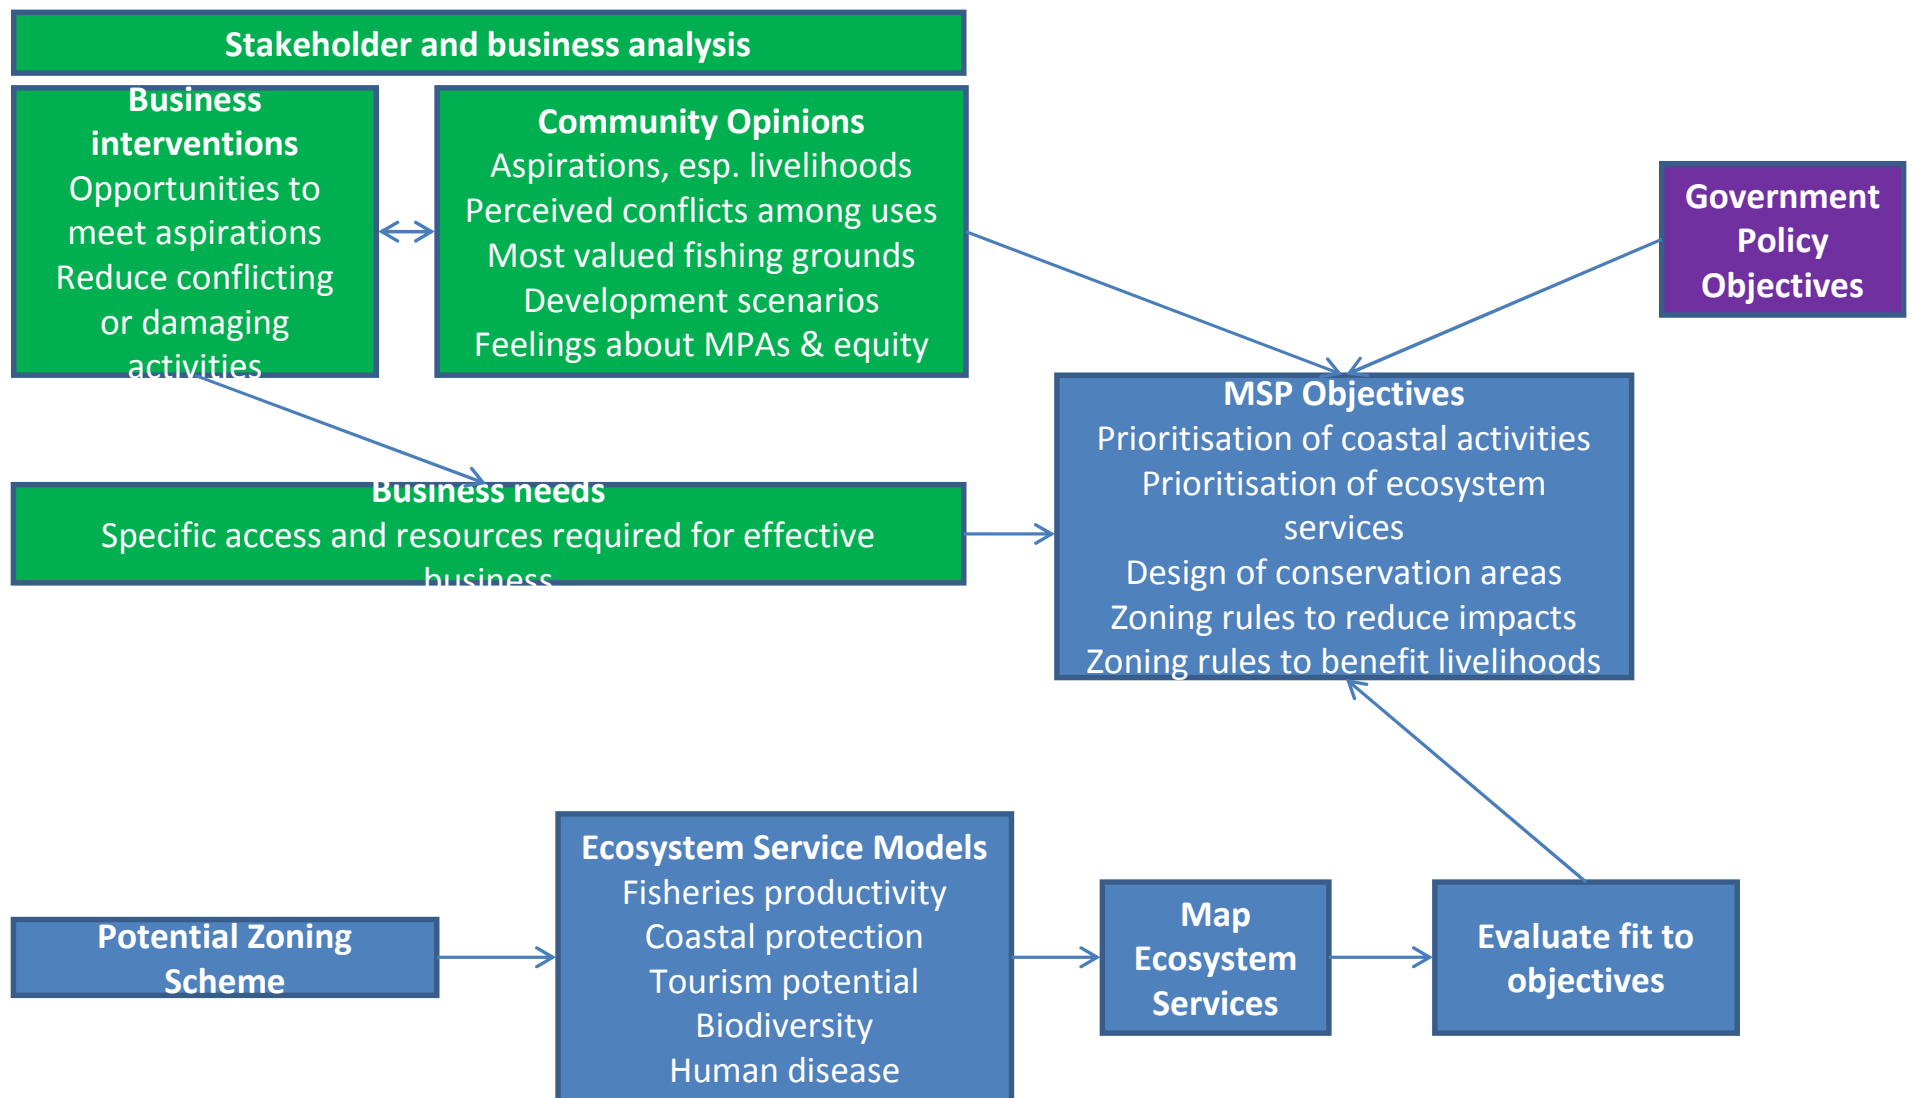 Stakeholder and business analysis
Business
interventions
Opportunities to
meet aspirations
Reduce conflicting
or damaging
activities
Community Opinions
Aspirations, esp. livelihoods
Perceived conflicts among uses
Most valued fishing grounds
Development scenarios
Feelings about MPAs & equity
Government
Policy
Objectives
Business needs
Specific access and resources required for effective
business
MSP Objectives
Prioritisation of coastal activities
Prioritisation of ecosystem
services
Design of conservation areas
Zoning rules to reduce impacts
Zoning rules to benefit livelihoods
Potential Zoning
Scheme
Ecosystem Service Models
Fisheries productivity
Coastal protection
Tourism potential
Biodiversity
Human disease
Map
Ecosystem
Services
Evaluate fit to
objectives